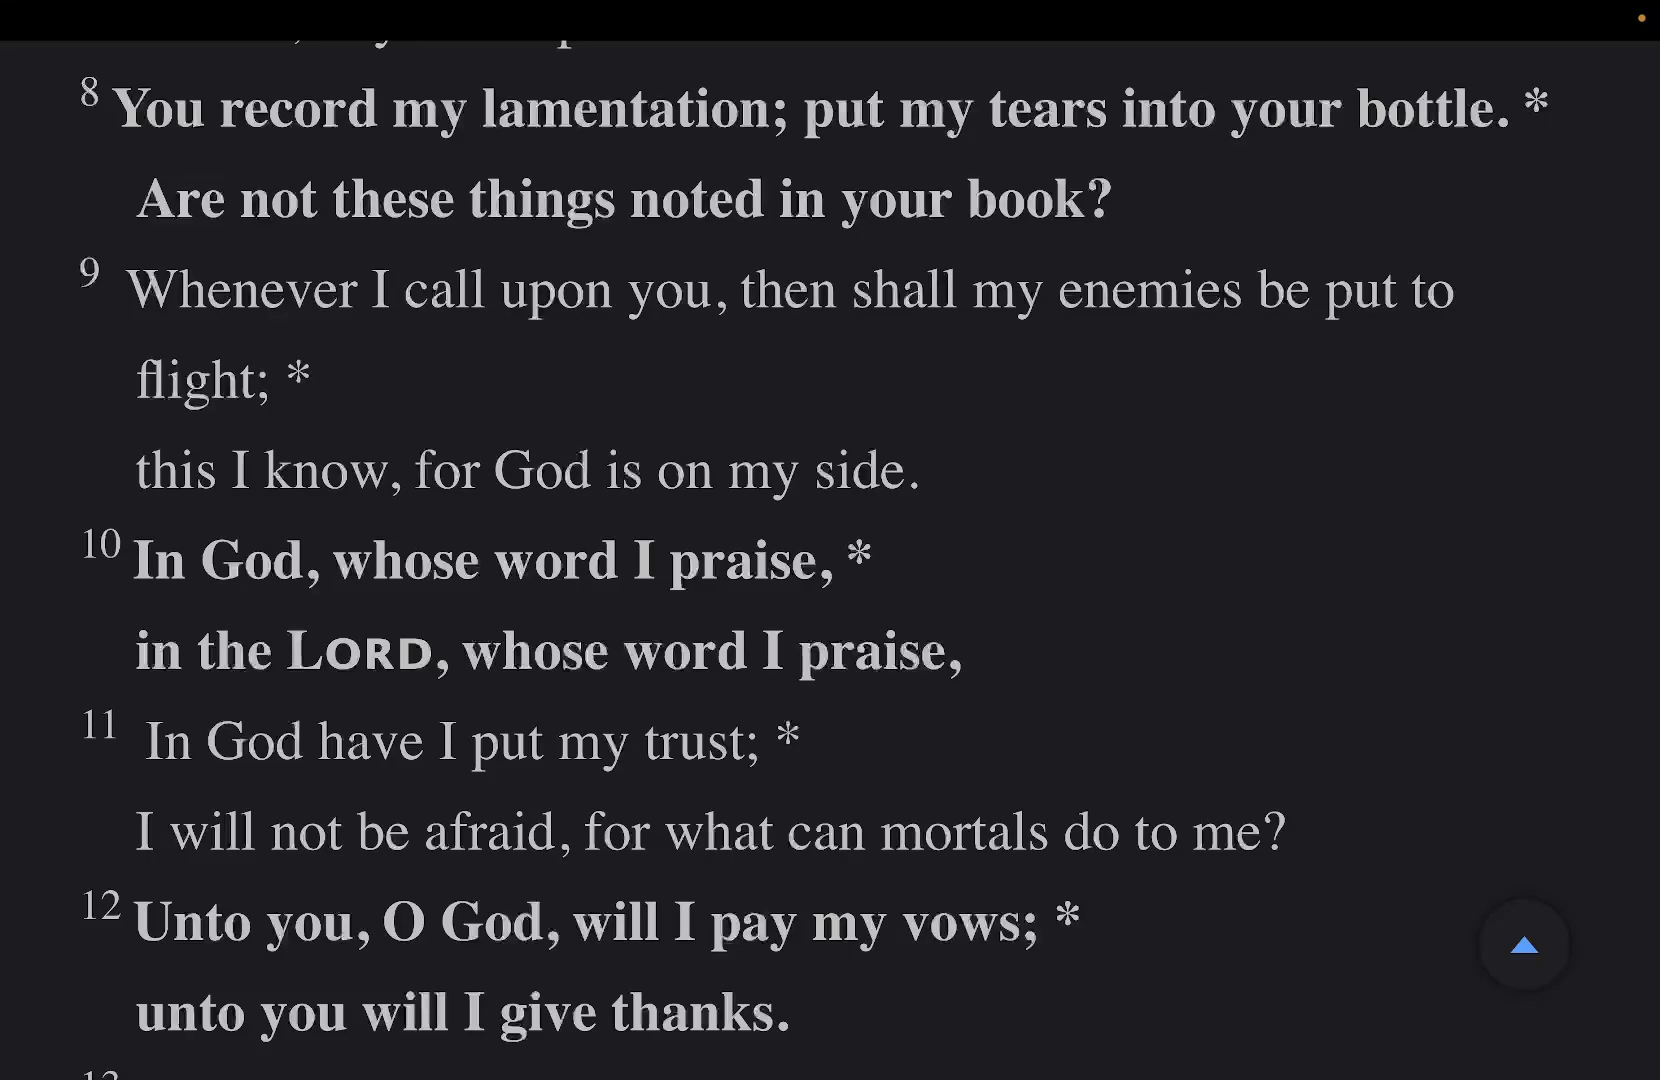 8 You record my lamentation; put my tears into your bottle. *
Are not these things noted in your book?
9 Whenever I call upon you, then shall my enemies be put to
flight; *
this I know, for God is on my side.
10 In God, whose word I praise, *
in the LORD, whose word I praise,
11 In God have I put my trust; *
I will not be afraid, for what can mortals do to me?
12 Unto you, O God, will I pay my vows; *
unto you will I give thanks.